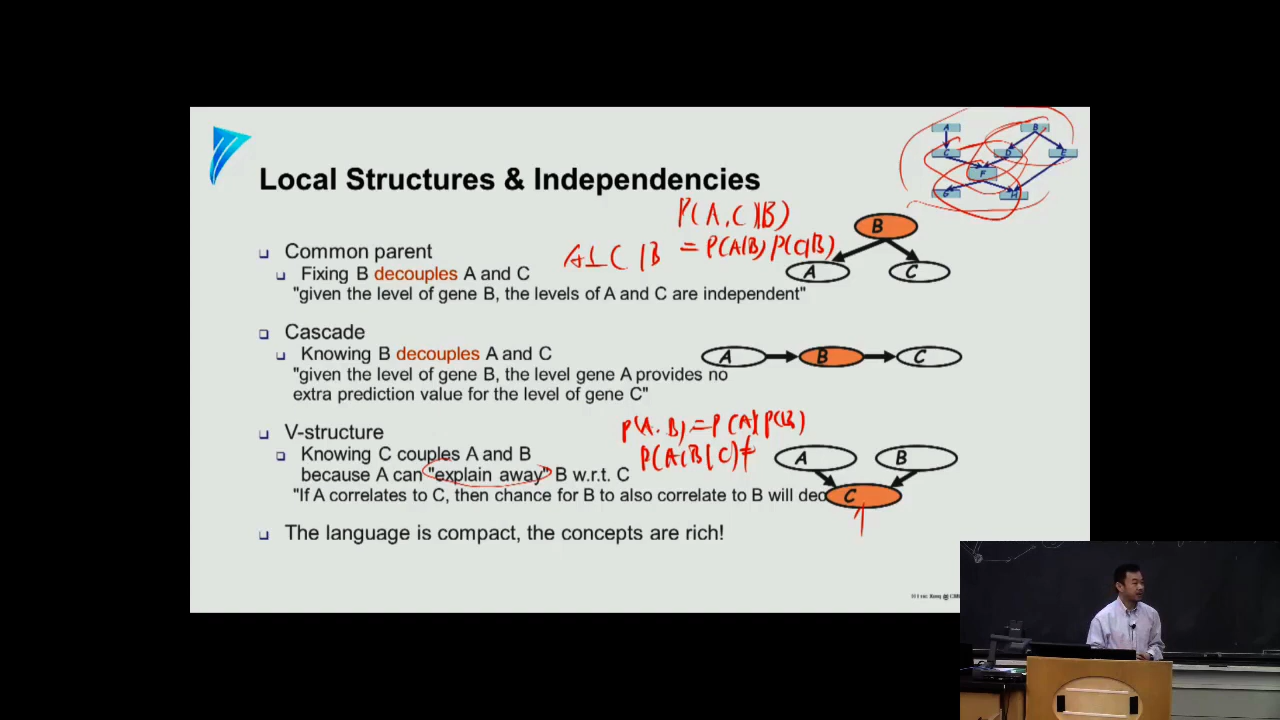 Local Structures & Independencies
A
B
C
D
E
F
G
H
P(A,C|B)
A⊥C|B = P(A|B)P(C|B)
Common parent
Fixing B decouples A and C
"given the level of gene B, the levels of A and C are independent"
B
A
C
Cascade
Knowing B decouples A and C
"given the level of gene B, the level gene A provides no
extra prediction value for the level of gene C"
A
B
C
P(A.B)=P(A)P(B)
P(A(B(C)≠
V-structure
Knowing C couples A and B
because A can "explain away" B w.r.t. C
"If A correlates to C, then chance for B to also correlate to B will dec
A
B
C
The language is compact, the concepts are rich!